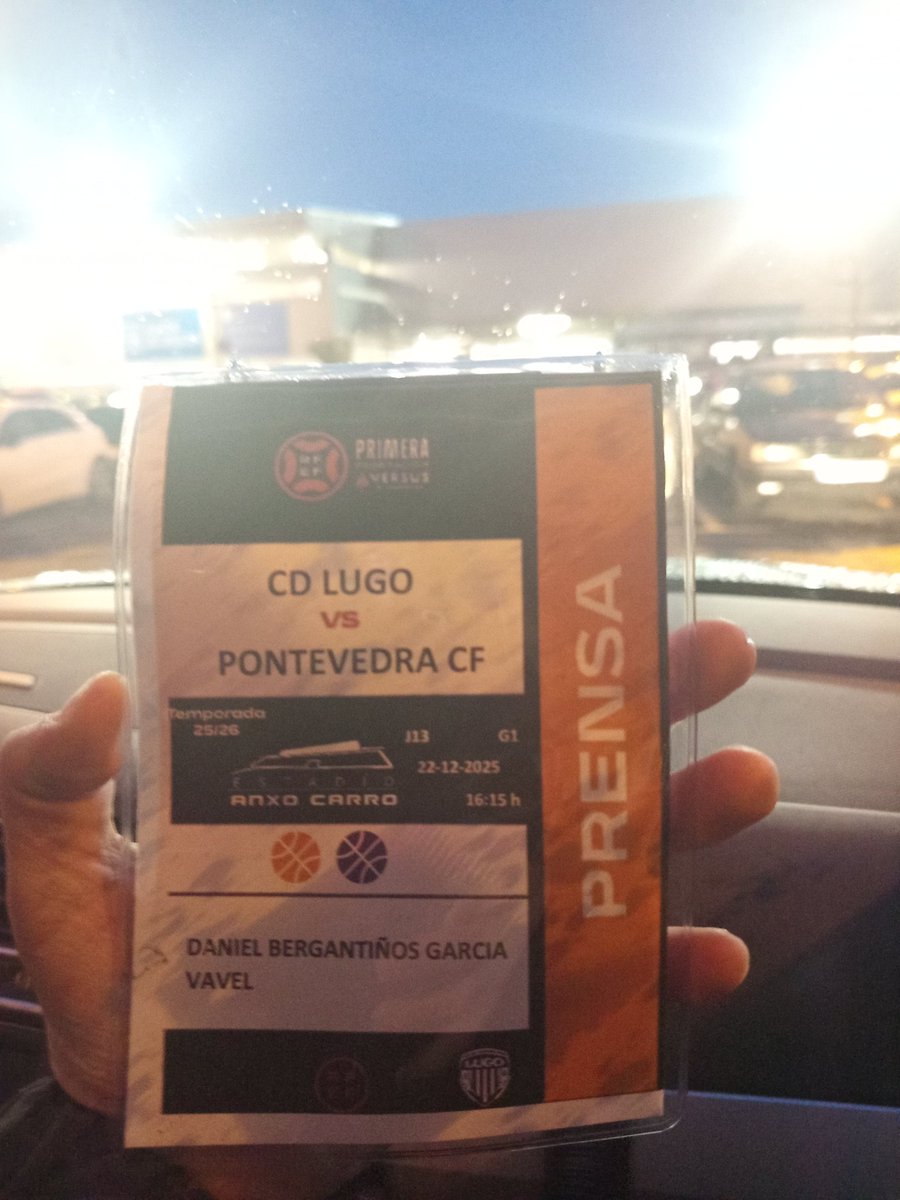 PRIMERA
VERSUS
CD LUGO
VS
PONTEVEDRA CF
Temporada
25/26
J13 G1
22-12-2025
16:15 h
ESTADIO
ANXO CARRO
DANIEL BERGANTIÑOS GARCIA
VAVEL
LUGO
PRENSA